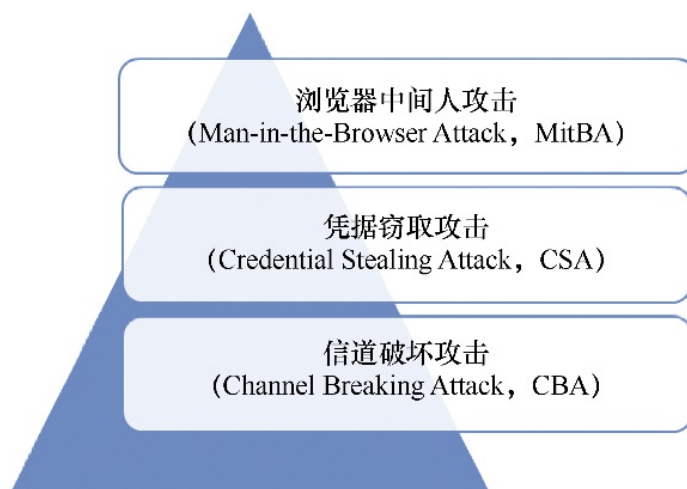 浏览器中间人攻击
（Man-in-the-Browser Attack，MitBA）
凭据窃取攻击
（Credential Stealing Attack，CSA）
信道破坏攻击
（Channel Breaking Attack，CBA）